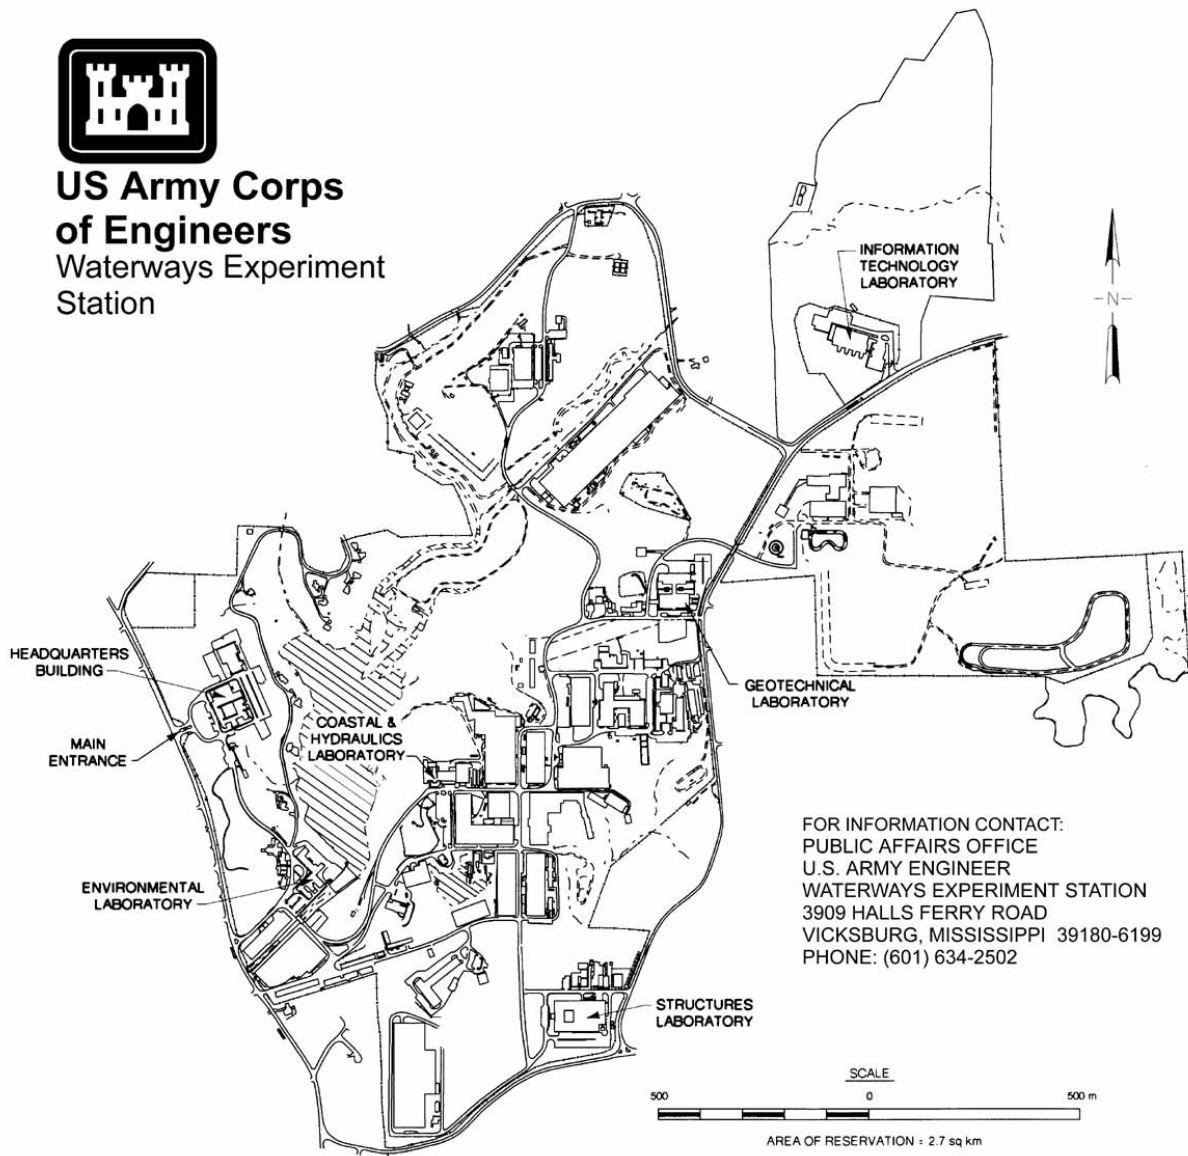 US Army Corps
of Engineers
Waterways Experiment
Station
INFORMATION
TECHNOLOGY
LABORATORY
-N-
HEADQUARTERS
BUILDING
MAIN
ENTRANCE
COASTAL &
HYDRAULICS
LABORATORY
GEOTECHNICAL
LABORATORY
ENVIRONMENTAL
LABORATORY
STRUCTURES
LABORATORY
FOR INFORMATION CONTACT:
PUBLIC AFFAIRS OFFICE
U.S. ARMY ENGINEER
WATERWAYS EXPERIMENT STATION
3909 HALLS FERRY ROAD
VICKSBURG, MISSISSIPPI 39180-6199
PHONE: (601) 634-2502
SCALE
500 0 500 m
AREA OF RESERVATION = 2.7 sq km